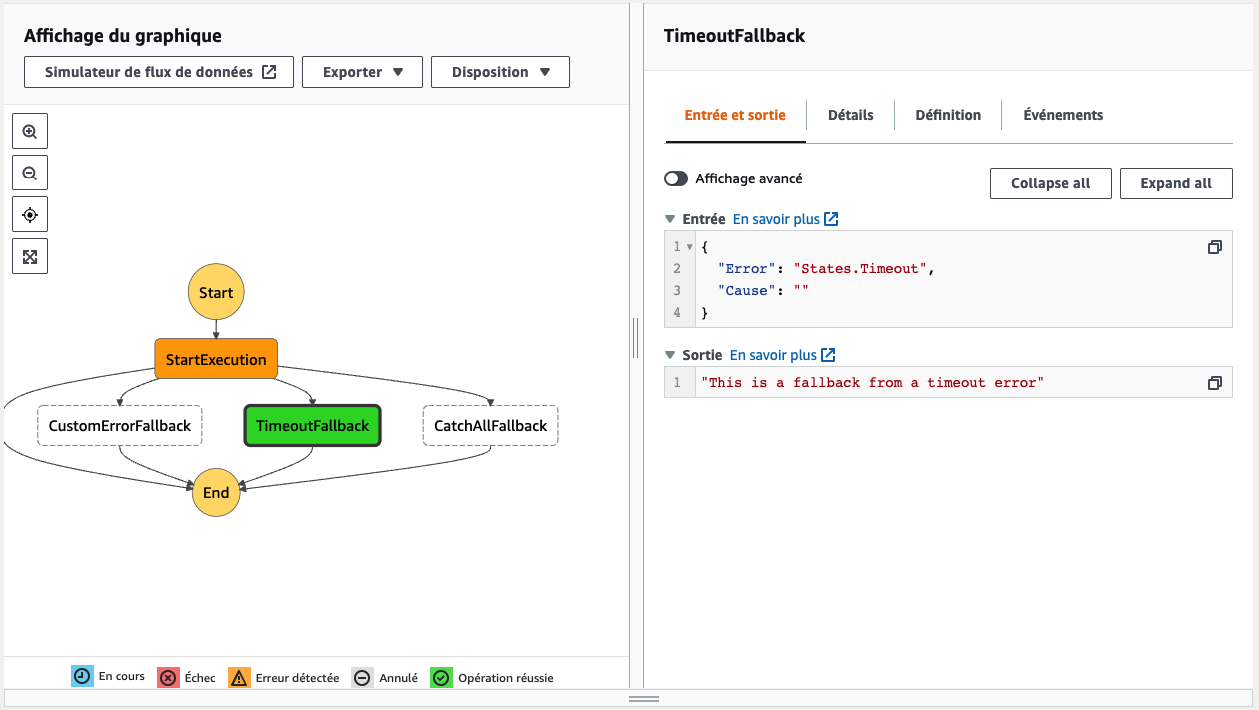 Affichage du graphique
Simulateur de flux de données
Exporter
Disposition
Start
StartExecution
CustomErrorFallback
TimeoutFallback
CatchAllFallback
End
En cours
Échec
Erreur détectée
Annulé
Opération réussie
TimeoutFallback
Entrée et sortie
Détails
Définition
Événements
Affichage avancé
Collapse all
Expand all
Entrée En savoir plus
1 {
2 "Error": "States.Timeout",
3 "Cause": ""
4 }
Sortie En savoir plus
1 "This is a fallback from a timeout error"